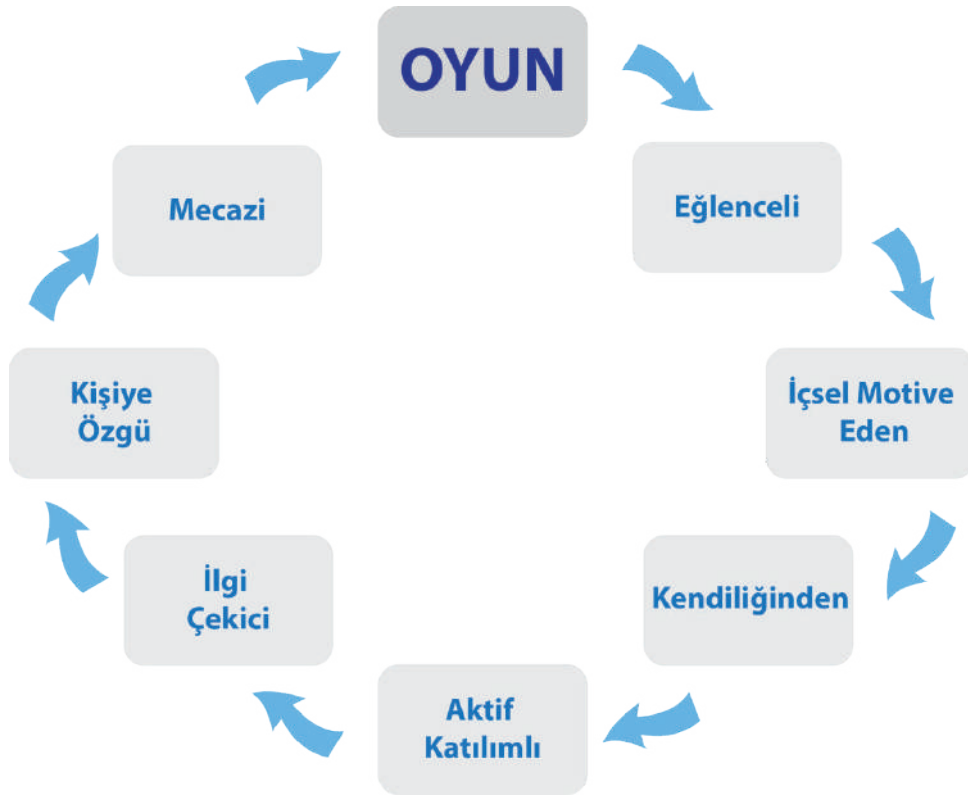 OYUN
Eğlenceli
İçsel Motive
Eden
Kendiliğinden
Aktif
Katılımlı
İlgi
Çekici
Kişiye
Özgü
Mecazi